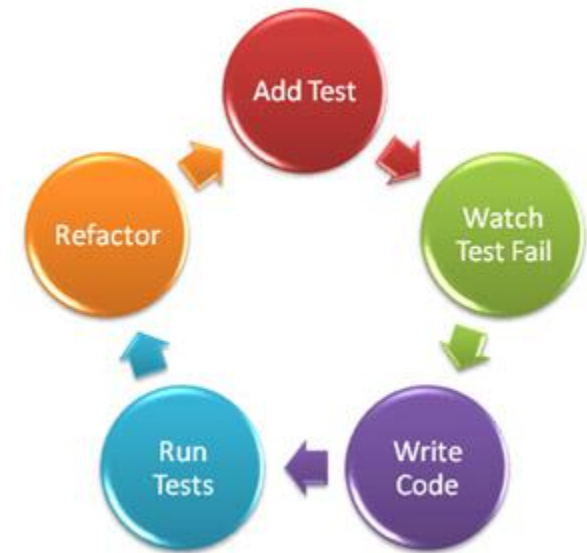 Add Test
Watch
Test Fail
Write
Code
Run
Tests
Refactor